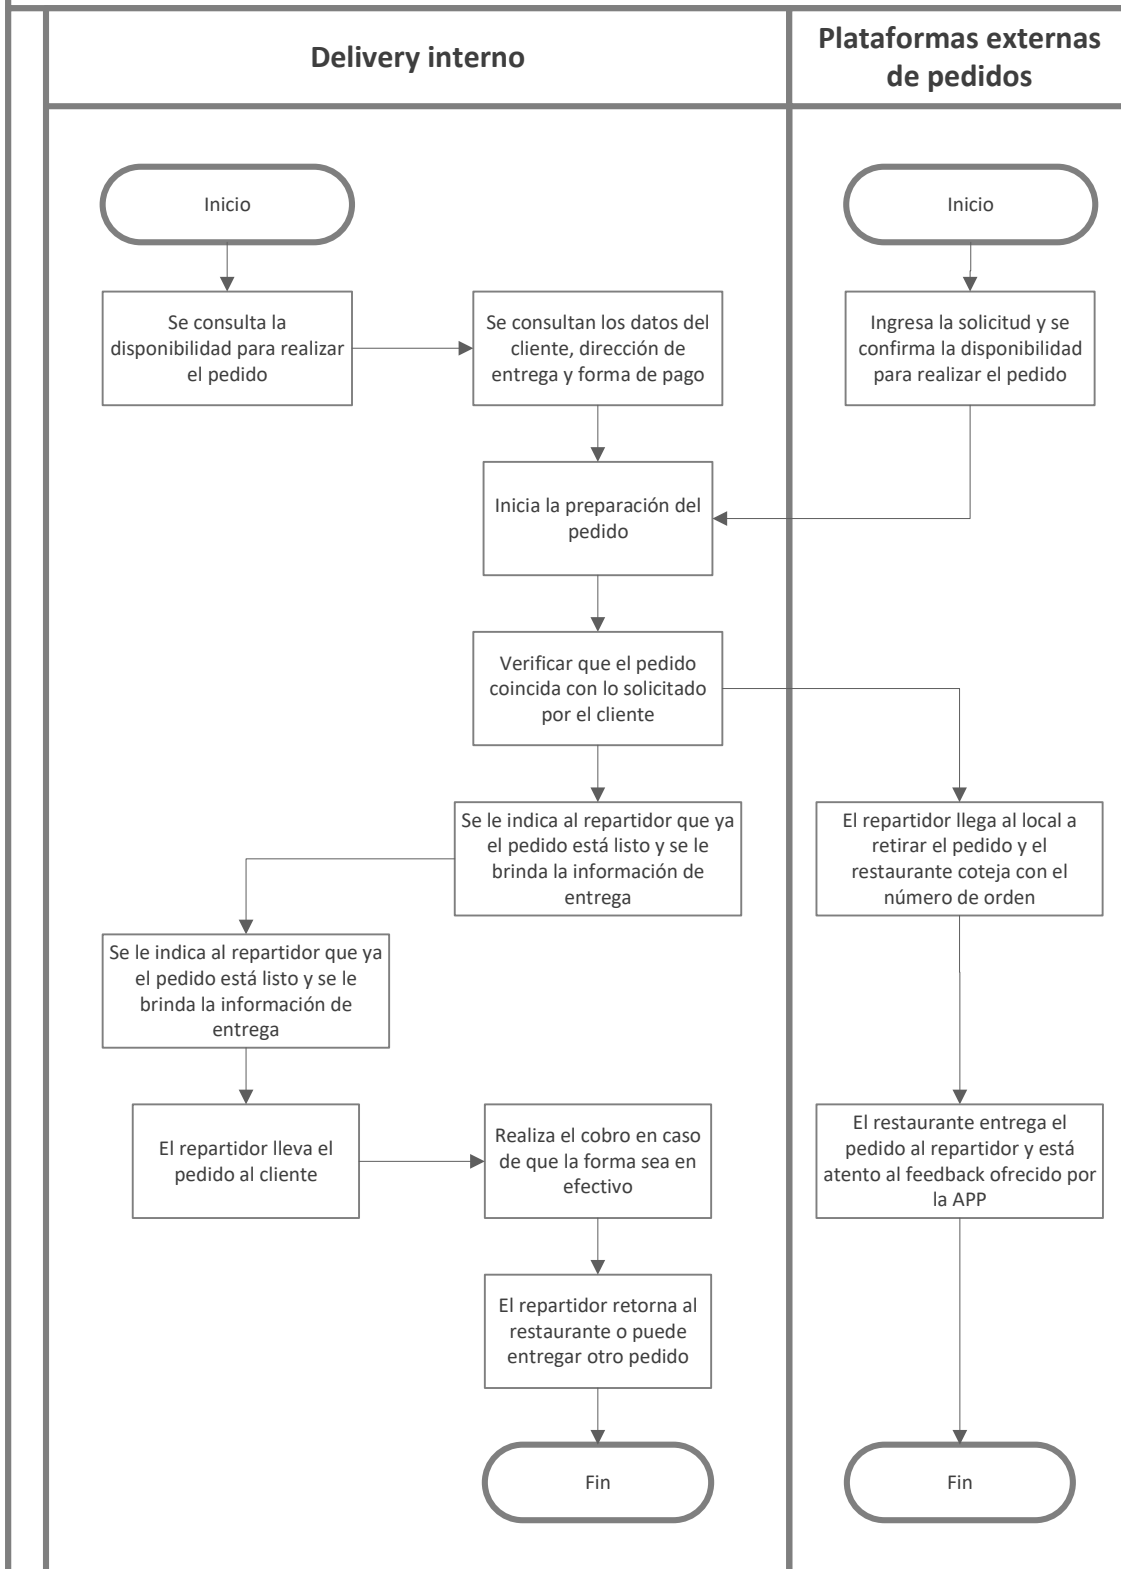 Delivery interno
Plataformas externas
de pedidos
Inicio
Inicio
Se consulta la
disponibilidad para realizar
el pedido
Se consultan los datos del
cliente, dirección de
entrega y forma de pago
Ingresa la solicitud y se
confirma la disponibilidad
para realizar el pedido
Inicia la preparación del
pedido
Verificar que el pedido
coincida con lo solicitado
por el cliente
Se le indica al repartidor que ya
el pedido está listo y se le
brinda la información de
entrega
El repartidor llega al local a
retirar el pedido y el
restaurante coteja con el
número de orden
Se le indica al repartidor que ya
el pedido está listo y se le
brinda la información de
entrega
El repartidor lleva el
pedido al cliente
Realiza el cobro en caso
de que la forma sea en
efectivo
El restaurante entrega el
pedido al repartidor y está
atento al feedback ofrecido por
la APP
El repartidor retorna al
restaurante o puede
entregar otro pedido
Fin
Fin